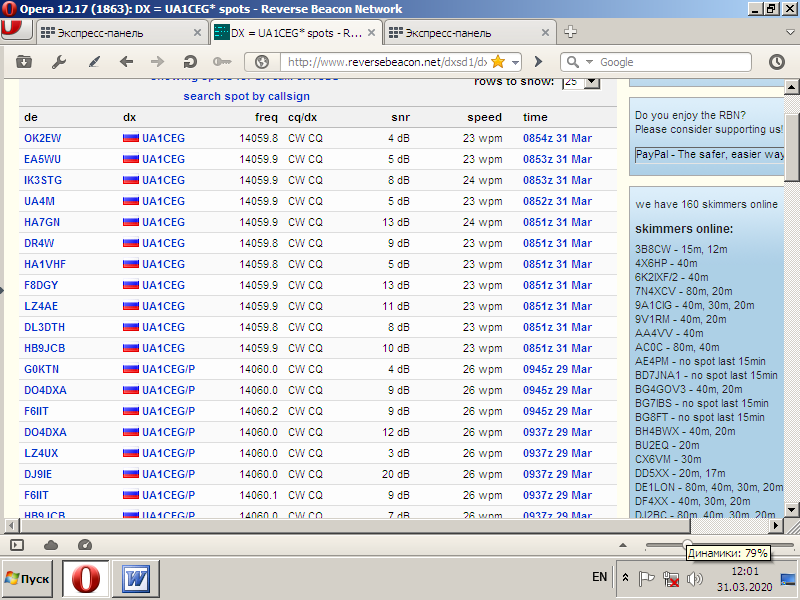 Opera 12.17 (1863): DX = UA1CEG* spots - Reverse Beacon Network
Экспресс-панель
DX = UA1CEG* spots - R...
Экспресс-панель
http://www.reversebeacon.net/dxsd1/dx
Google
rows to show: 25
search spot by callsign
de dx freq cq/dx snr speed time
OK2EW UA1CEG 14059.8 CW CQ 4 dB 23 wpm 0854z 31 Mar
EA5WU UA1CEG 14059.9 CW CQ 5 dB 23 wpm 0853z 31 Mar
IK3STG UA1CEG 14059.9 CW CQ 8 dB 24 wpm 0853z 31 Mar
UA4M UA1CEG 14059.9 CW CQ 5 dB 23 wpm 0852z 31 Mar
HA7GN UA1CEG 14059.9 CW CQ 13 dB 24 wpm 0851z 31 Mar
DR4W UA1CEG 14059.8 CW CQ 9 dB 23 wpm 0851z 31 Mar
HA1VHF UA1CEG 14059.8 CW CQ 5 dB 23 wpm 0851z 31 Mar
F8DGY UA1CEG 14059.9 CW CQ 13 dB 23 wpm 0851z 31 Mar
LZ4AE UA1CEG 14059.9 CW CQ 11 dB 23 wpm 0851z 31 Mar
DL3DTH UA1CEG 14059.8 CW CQ 8 dB 23 wpm 0851z 31 Mar
HB9JCB UA1CEG 14059.9 CW CQ 10 dB 23 wpm 0851z 31 Mar
G0KTN UA1CEG/P 14060.0 CW CQ 4 dB 26 wpm 0945z 29 Mar
DO4DXA UA1CEG/P 14060.0 CW CQ 9 dB 26 wpm 0945z 29 Mar
F6IIT UA1CEG/P 14060.2 CW CQ 9 dB 26 wpm 0945z 29 Mar
DO4DXA UA1CEG/P 14060.0 CW CQ 12 dB 26 wpm 0937z 29 Mar
LZ4UX UA1CEG/P 14060.0 CW CQ 3 dB 26 wpm 0937z 29 Mar
DJ9IE UA1CEG/P 14060.0 CW CQ 20 dB 26 wpm 0937z 29 Mar
F6IIT UA1CEG/P 14060.1 CW CQ 9 dB 26 wpm 0937z 29 Mar
HB9JCB UA1CEG/P 14060.0 CW CQ 7 dB 26 wpm 0937z 29 Mar
Do you enjoy the RBN?
Please consider supporting us!
PayPal - The safer, easier way
we have 160 skimmers online
skimmers online:
3B8CW - 15m, 12m
4X6HP - 40m
6K2IXF/2 - 40m
7N4XCV - 80m, 20m
9A1CIG - 40m, 30m, 20m
9V1RM - 40m, 20m
AA4VV - 40m
AC0C - 80m, 40m
AE4PM - no spot last 15min
BD7JNA1 - no spot last 15min
BG4GOV3 - 40m, 20m
BG7IBS - no spot last 15min
BG8FT - no spot last 15min
BH4BWX - 40m, 20m
BU2EQ - 20m
CX6VM - 30m
DD5XX - 20m, 17m
DE1LON - 80m, 40m, 30m, 20m
DF4XX - 40m, 30m, 20m
DJ2BC - 80m, 40m, 30m, 20m
Динамики: 79%
Пуск
EN
12:01
31.03.2020